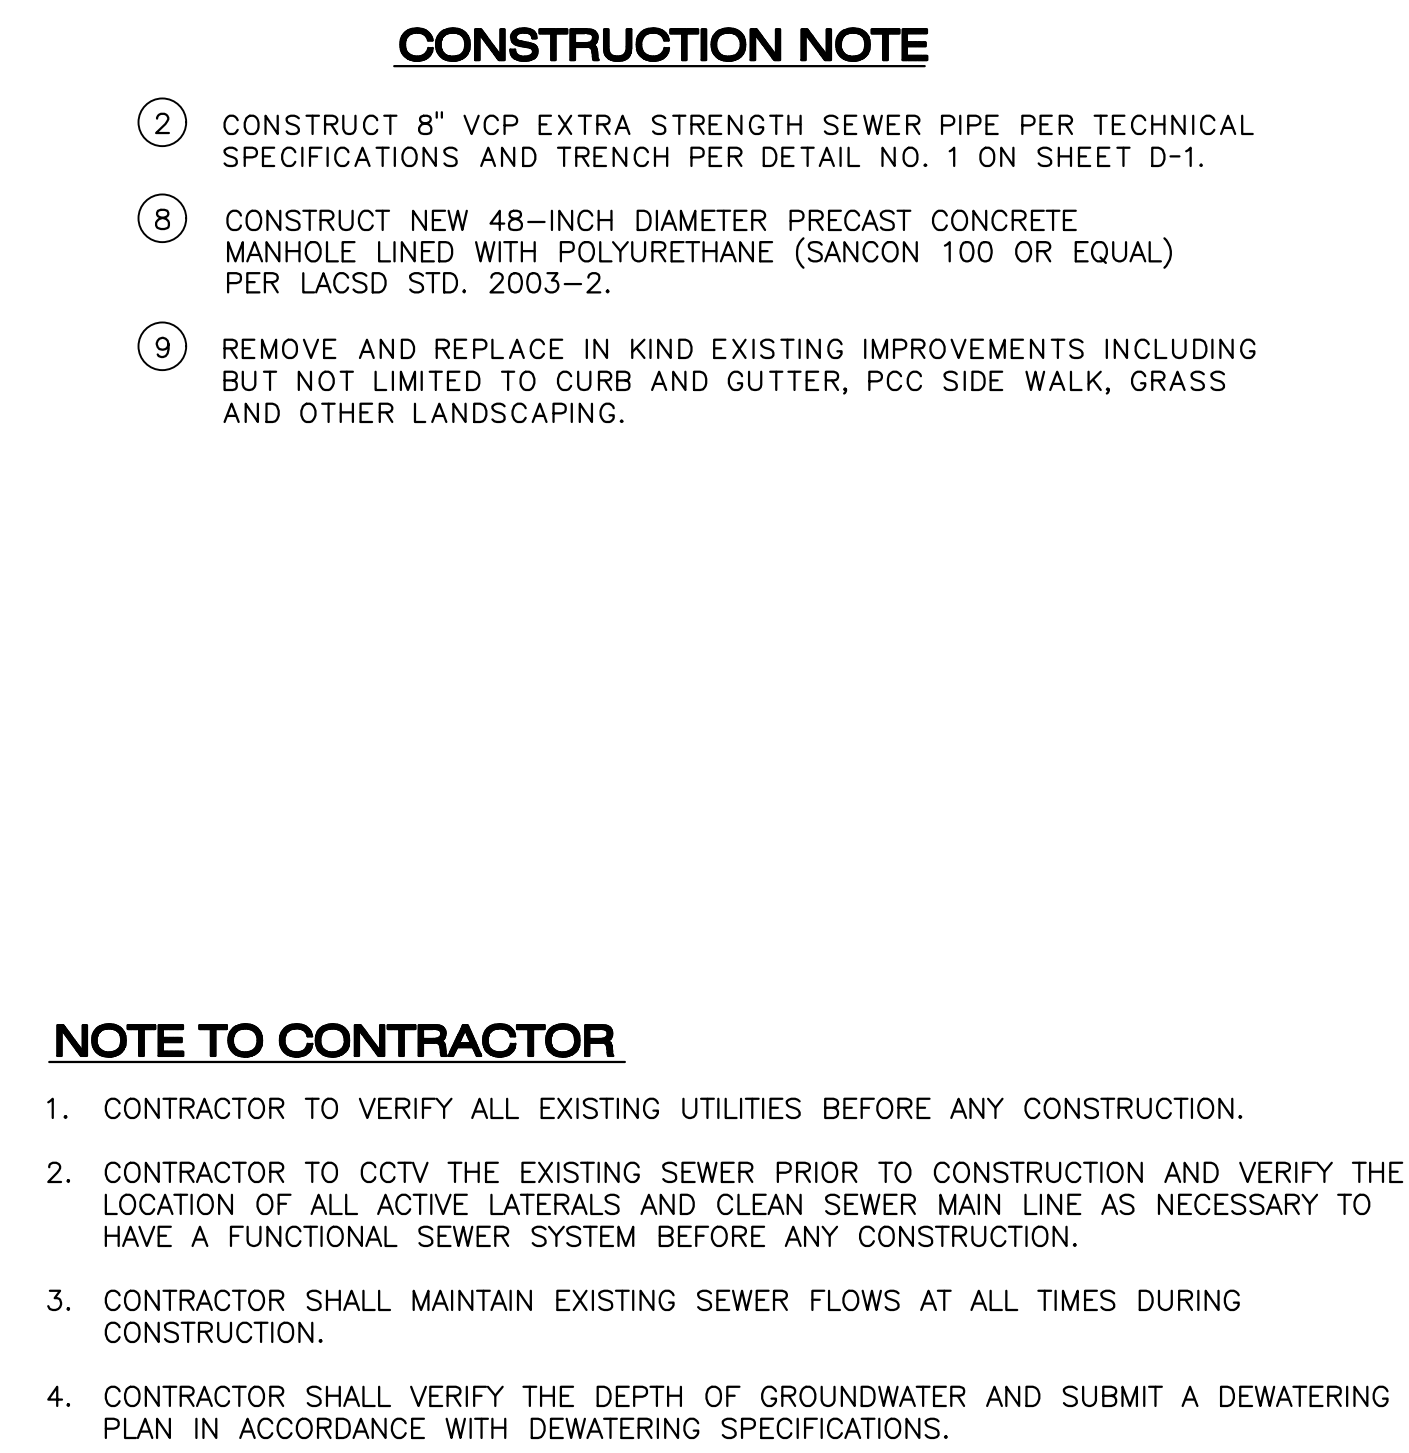 CONSTRUCTION NOTE
2 CONSTRUCT 8" VCP EXTRA STRENGTH SEWER PIPE PER TECHNICAL
SPECIFICATIONS AND TRENCH PER DETAIL NO. 1 ON SHEET D-1.
8 CONSTRUCT NEW 48-INCH DIAMETER PRECAST CONCRETE
MANHOLE LINED WITH POLYURETHANE (SANCON 100 OR EQUAL)
PER LACSD STD. 2003-2.
9 REMOVE AND REPLACE IN KIND EXISTING IMPROVEMENTS INCLUDING
BUT NOT LIMITED TO CURB AND GUTTER, PCC SIDE WALK, GRASS
AND OTHER LANDSCAPING.
NOTE TO CONTRACTOR
1. CONTRACTOR TO VERIFY ALL EXISTING UTILITIES BEFORE ANY CONSTRUCTION.
2. CONTRACTOR TO CCTV THE EXISTING SEWER PRIOR TO CONSTRUCTION AND VERIFY THE
LOCATION OF ALL ACTIVE LATERALS AND CLEAN SEWER MAIN LINE AS NECESSARY TO
HAVE A FUNCTIONAL SEWER SYSTEM BEFORE ANY CONSTRUCTION.
3. CONTRACTOR SHALL MAINTAIN EXISTING SEWER FLOWS AT ALL TIMES DURING
CONSTRUCTION.
4. CONTRACTOR SHALL VERIFY THE DEPTH OF GROUNDWATER AND SUBMIT A DEWATERING
PLAN IN ACCORDANCE WITH DEWATERING SPECIFICATIONS.